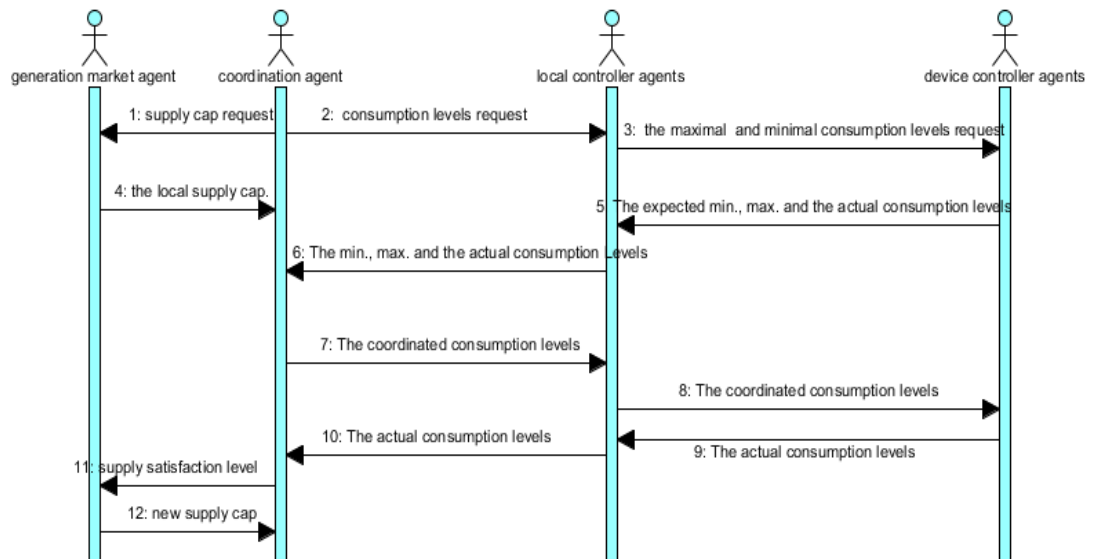 generation market agent
coordination agent
local controller agents
device controller agents
1: supply cap request
2: consumption levels request
3: the maximal and minimal consumption levels request
4: the local supply cap.
5: The expected min., max. and the actual consumption levels
6: The min., max. and the actual consumption Levels
7: The coordinated consumption levels
8: The coordinated consumption levels
10: The actual consumption levels
9: The actual consumption levels
11: supply satisfaction level
12: new supply cap